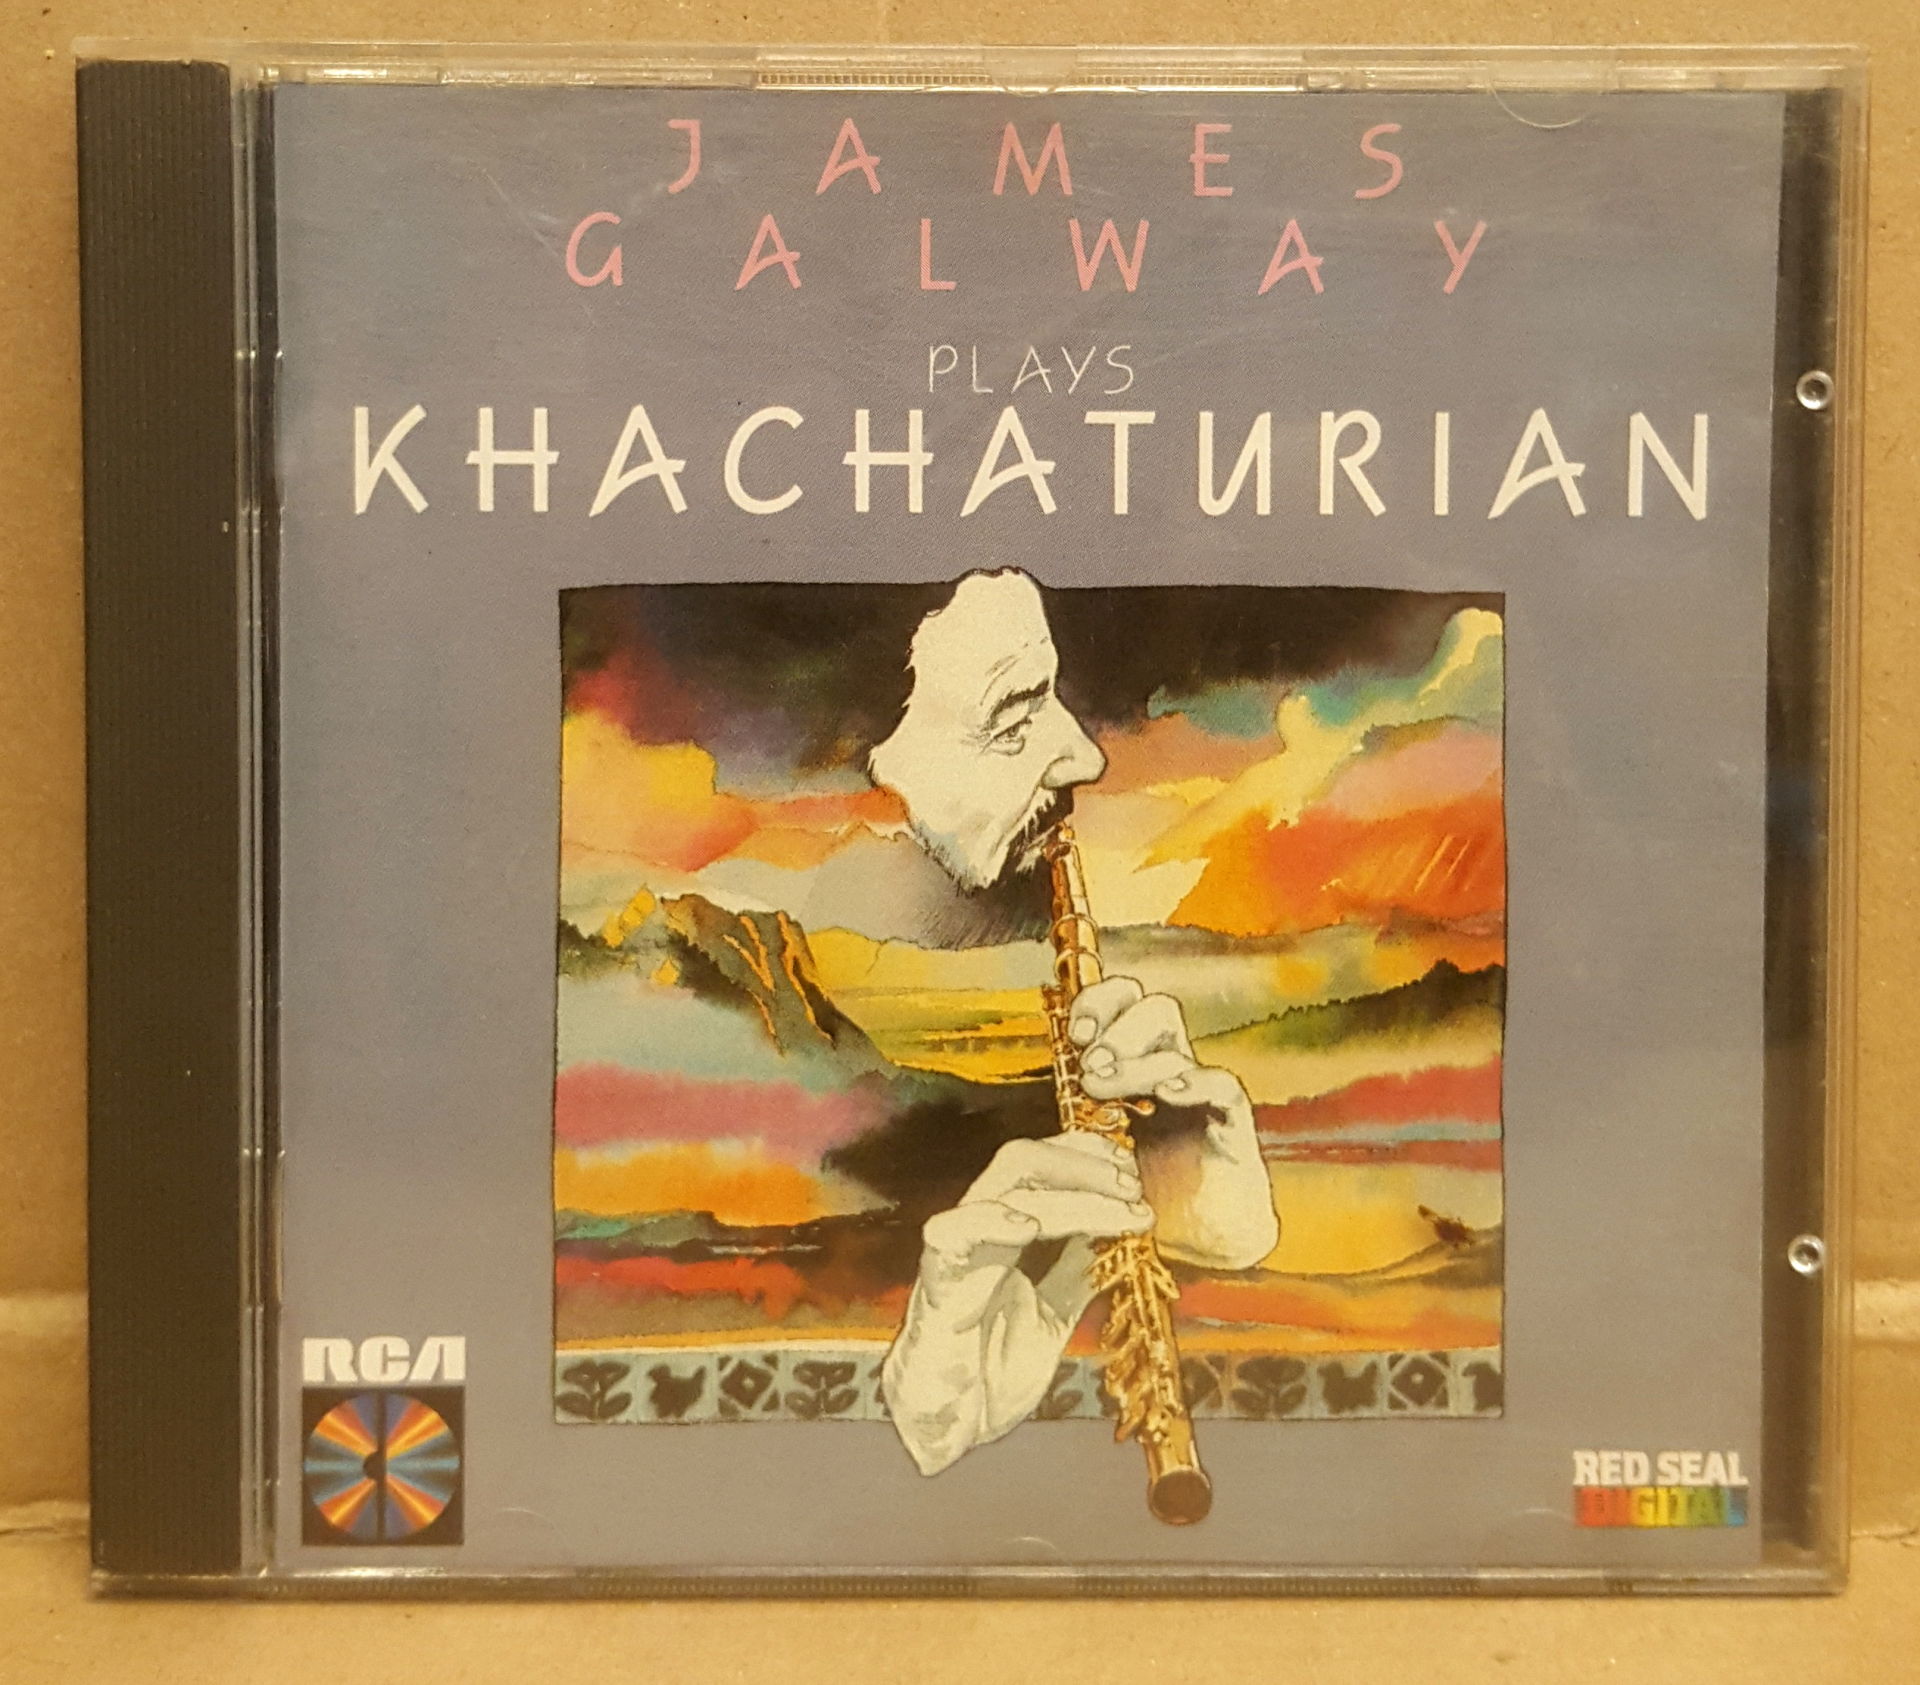 JAMES
GALWAY
PLAYS
KHACHATURIAN
RCA
RED SEAL
DIGITAL